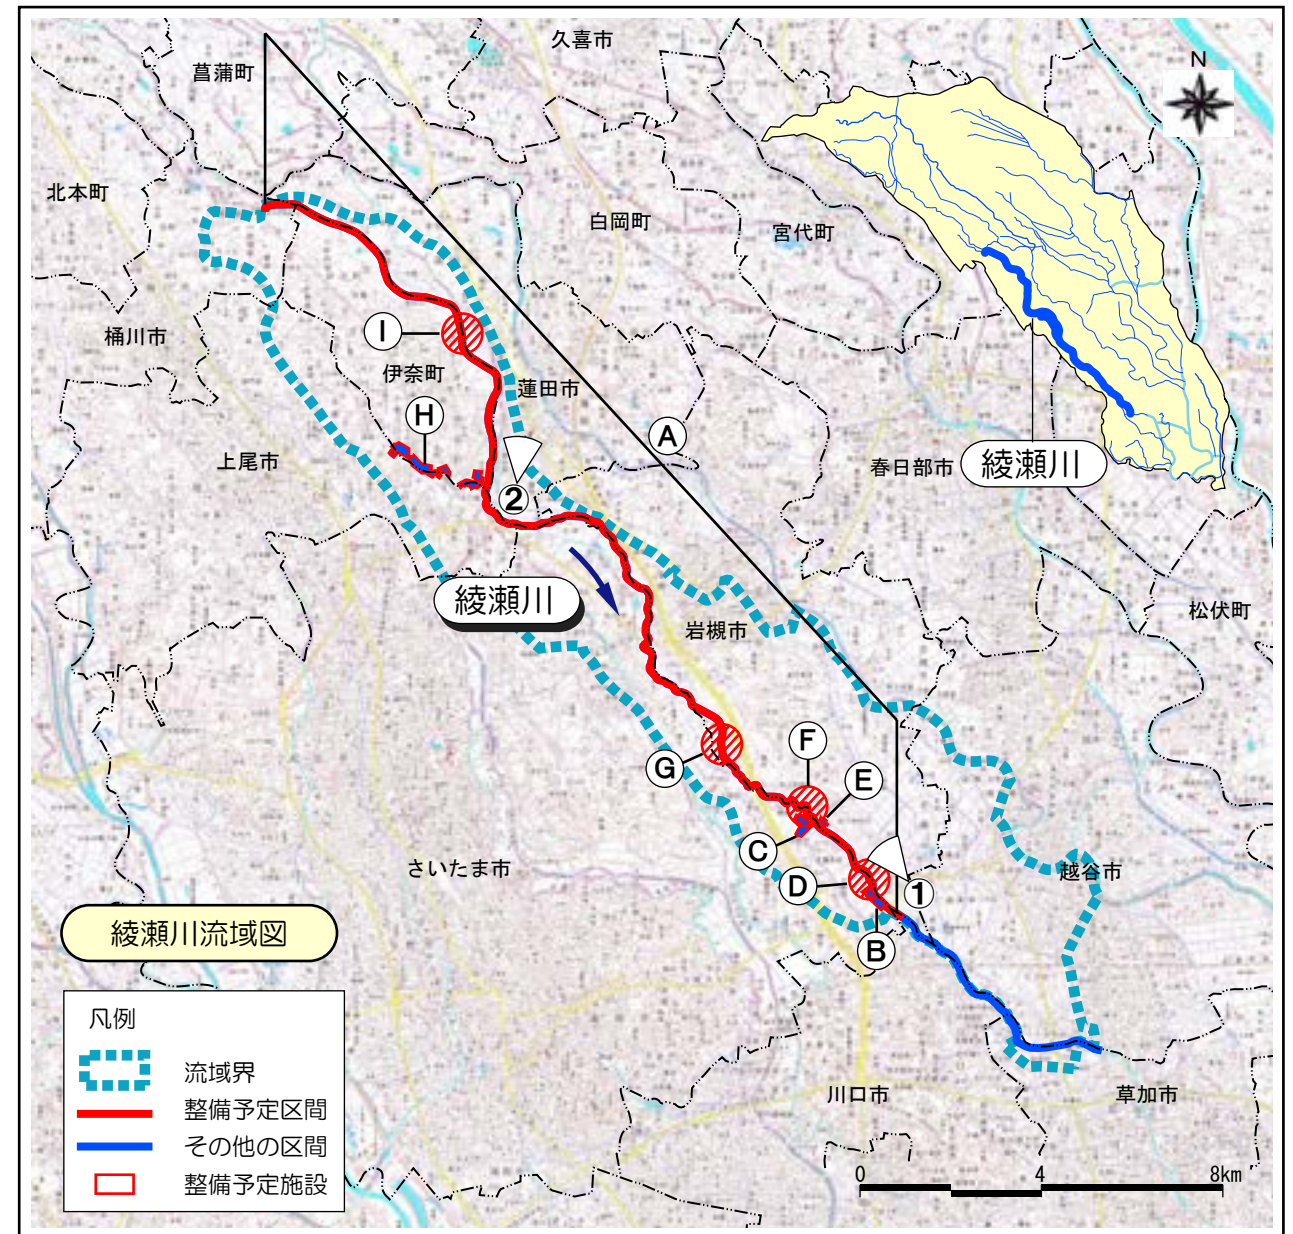 久喜市
菖蒲町
N
北本町
白岡町
宮代町
桶川市
I
伊奈町
蓮田市
H
A
上尾市
春日部市
綾瀬川
2
綾瀬川
岩槻市
松伏町
F
G
E
C
さいたま市
越谷市
D
1
綾瀬川流域図
B
凡例
流域界
整備予定区間
その他の区間
整備予定施設
川口市
草加市
0 4 8km